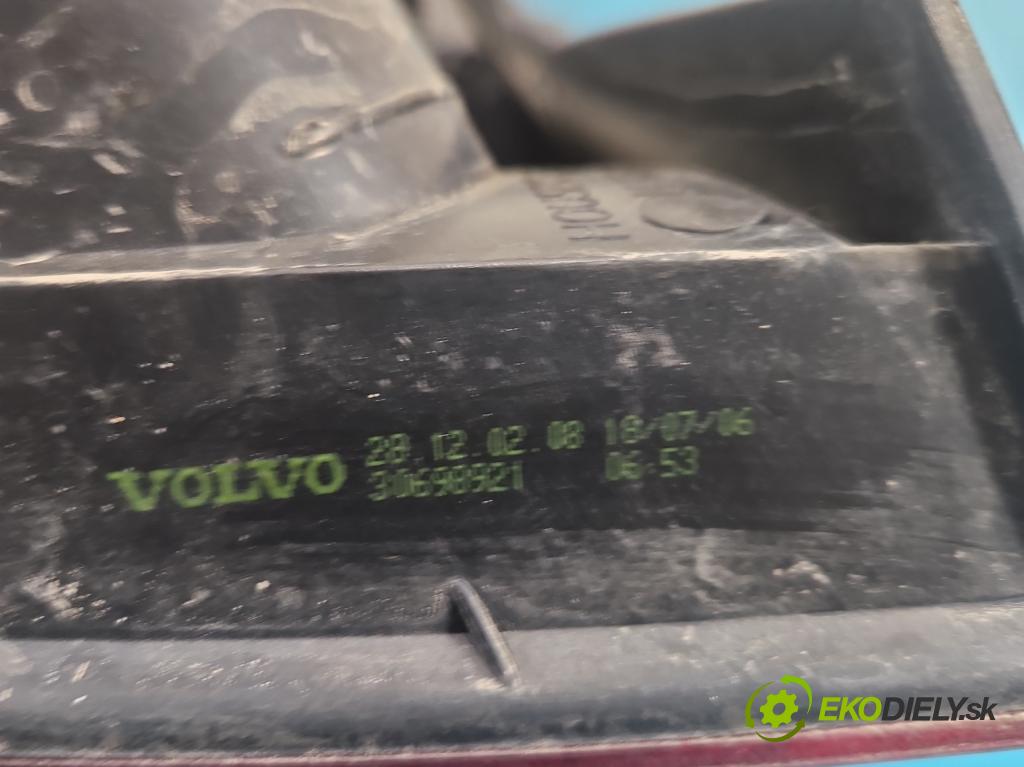 VOLVO 28.12.02.08 18/07/06
30698921 06:53
EKODIELY.sk